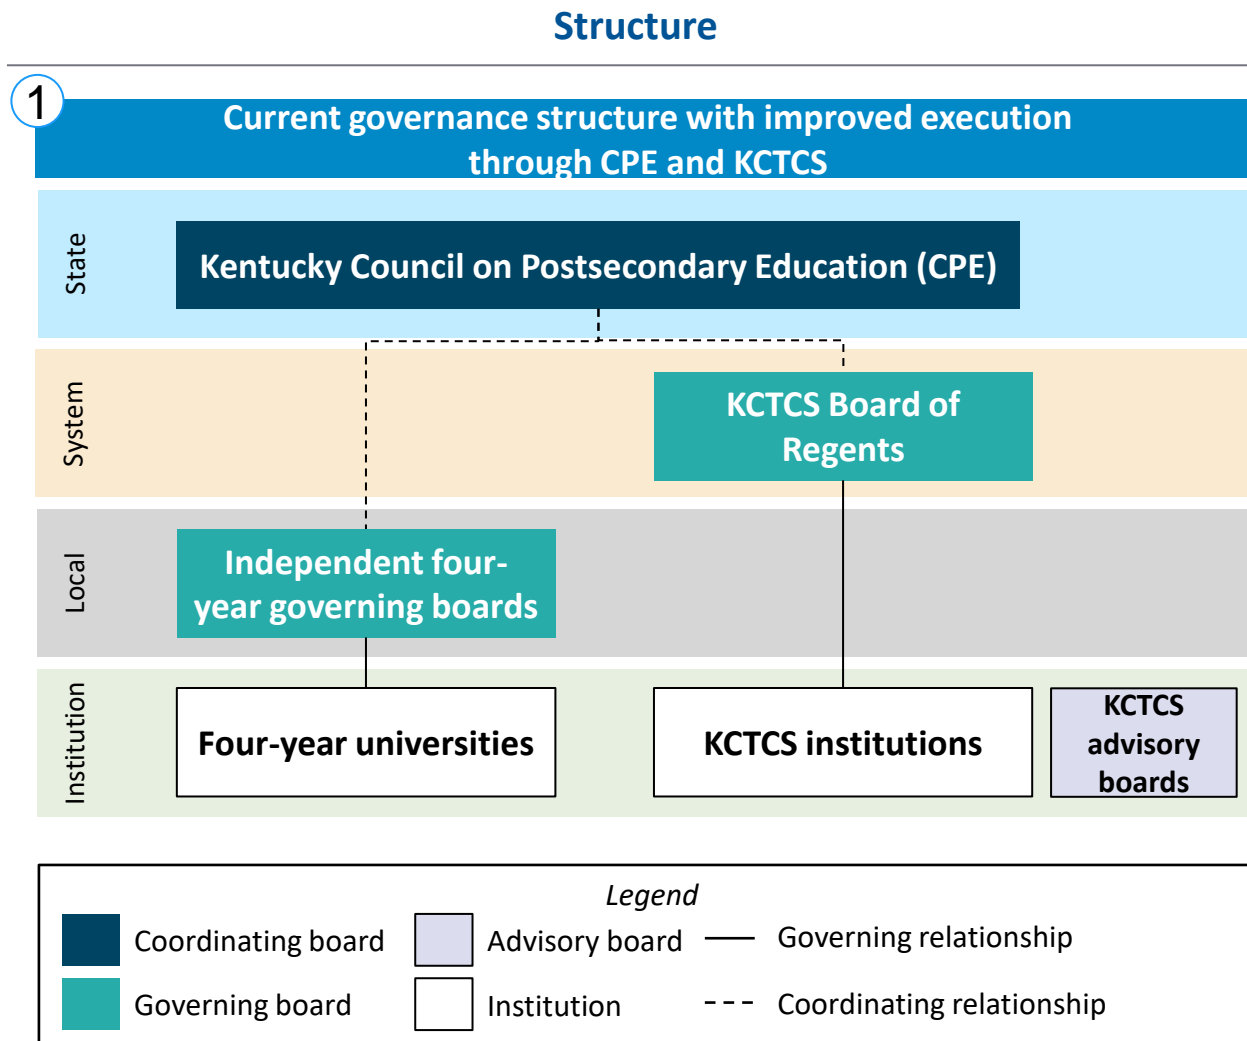 Structure
1
Current governance structure with improved execution
through CPE and KCTCS
State
Kentucky Council on Postsecondary Education (CPE)
System
KCTCS Board of
Regents
Local
Independent four-
year governing boards
Institution
Four-year universities
KCTCS institutions
KCTCS
advisory
boards
Legend
Coordinating board
Advisory board
Governing relationship
Governing board
Institution
Coordinating relationship